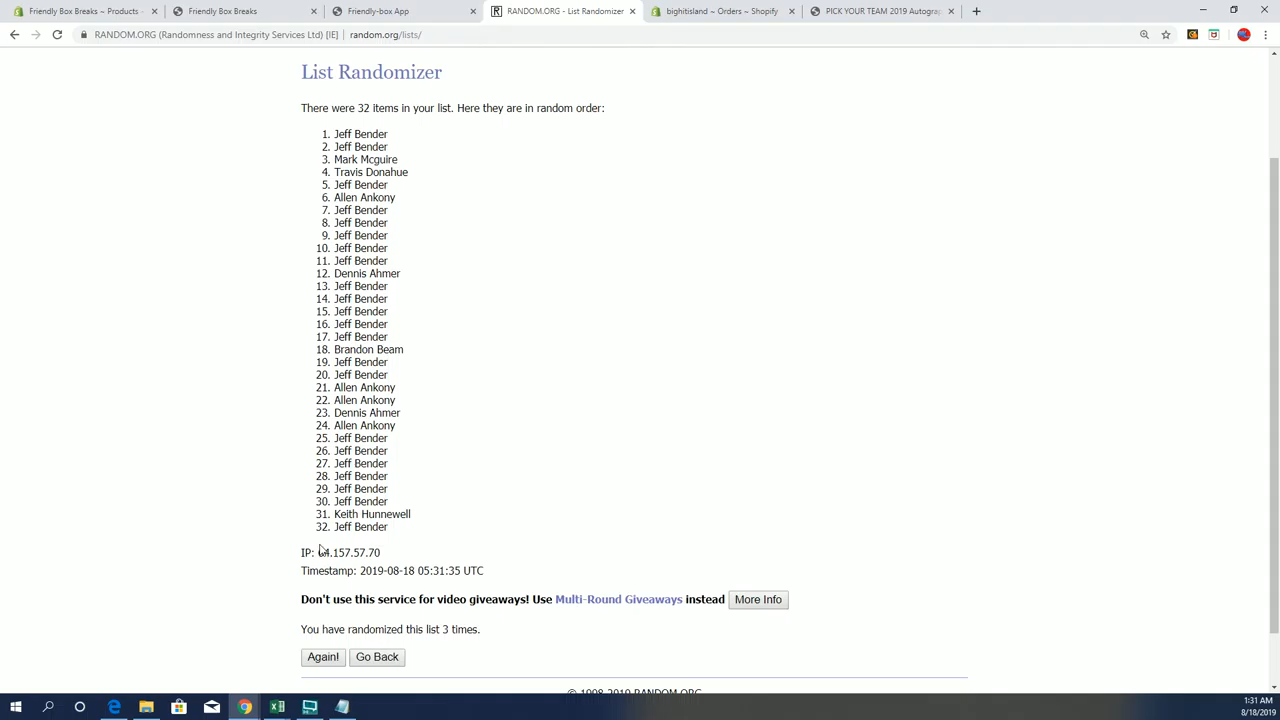 Friendly Box Breaks ~ Products ·
Friendly Box Breaks
Friendly-box App
RANDOM.ORG - List Randomizer
bighitisland ~ Orders ~ Shopify
PICK YOUR TEAM 2019 Autograp
RANDOM.ORG (Randomness and Integrity Services Ltd) [IE] | random.org/lists/
List Randomizer
There were 32 items in your list. Here they are in random order:
1. Jeff Bender
2. Jeff Bender
3. Mark Mcguire
4. Travis Donahue
5. Jeff Bender
6. Allen Ankony
7. Jeff Bender
8. Jeff Bender
9. Jeff Bender
10. Jeff Bender
11. Jeff Bender
12. Dennis Ahmer
13. Jeff Bender
14. Jeff Bender
15. Jeff Bender
16. Jeff Bender
17. Jeff Bender
18. Brandon Beam
19. Jeff Bender
20. Jeff Bender
21. Allen Ankony
22. Allen Ankony
23. Dennis Ahmer
24. Allen Ankony
25. Jeff Bender
26. Jeff Bender
27. Jeff Bender
28. Jeff Bender
29. Jeff Bender
30. Jeff Bender
31. Keith Hunnewell
32. Jeff Bender
IP: 64.157.57.70
Timestamp: 2019-08-18 05:31:35 UTC
Don't use this service for video giveaways! Use Multi-Round Giveaways instead More Info
You have randomized this list 3 times.
Again! Go Back
© 1998-2019 RANDOM.ORG
1:31 AM
8/18/2019